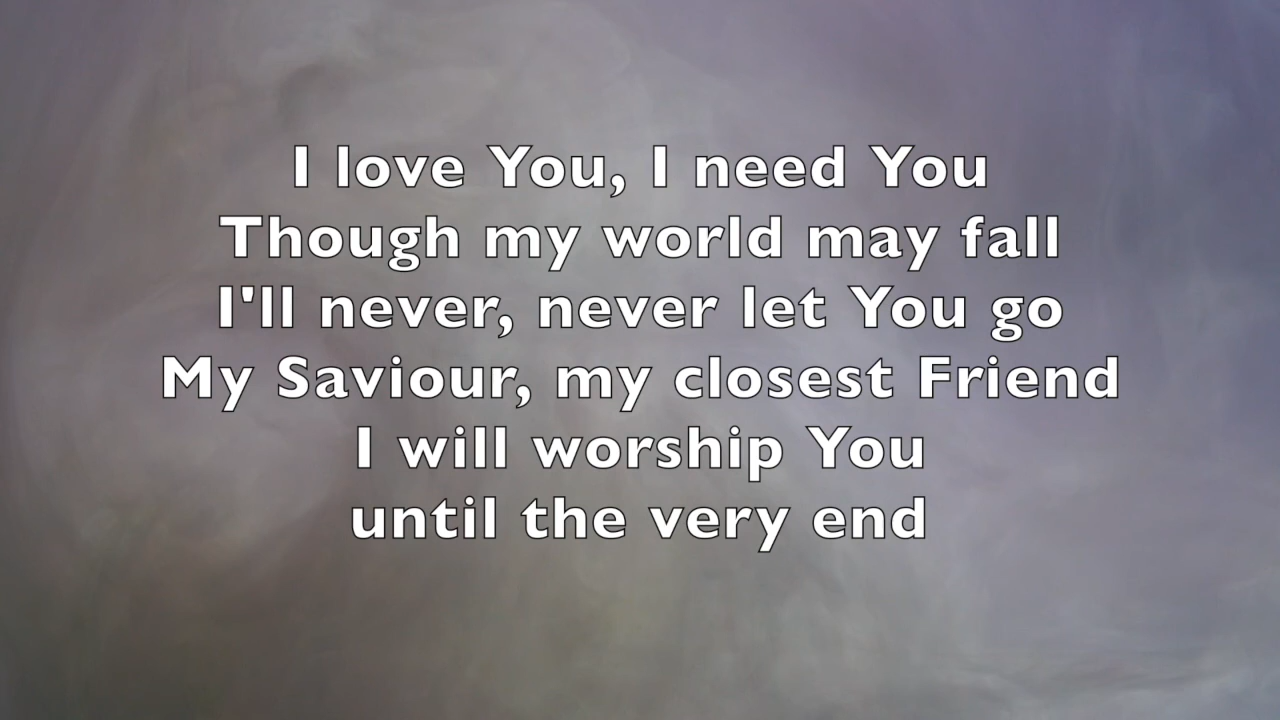 I love You, I need You
Though my world may fall
I'll never, never let You go
My Saviour, my closest Friend
I will worship You
until the very end